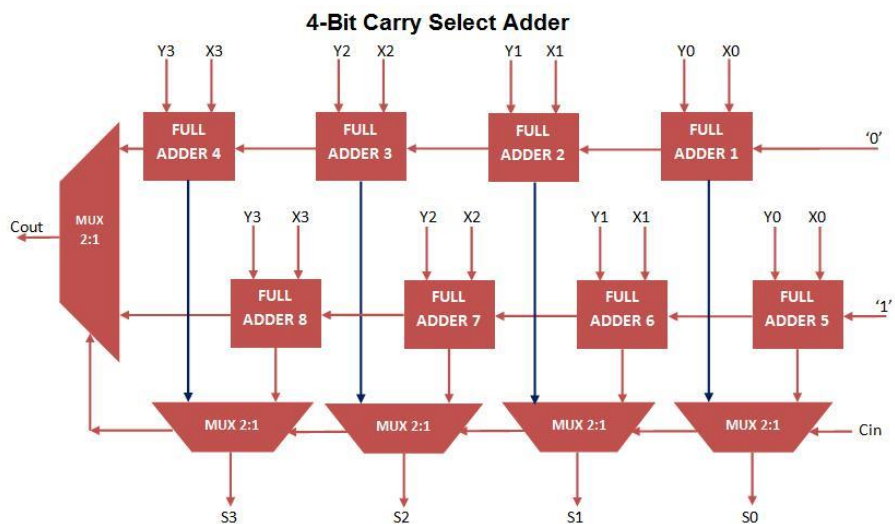 4-Bit Carry Select Adder
Y3 X3 Y2 X2 Y1 X1 Y0 X0
FULL ADDER 4
FULL ADDER 3
FULL ADDER 2
FULL ADDER 1
‘0’
MUX 2:1
Cout
Y3 X3 Y2 X2 Y1 X1 Y0 X0
FULL ADDER 8
FULL ADDER 7
FULL ADDER 6
FULL ADDER 5
‘1’
MUX 2:1
MUX 2:1
MUX 2:1
MUX 2:1
Cin
S3 S2 S1 S0